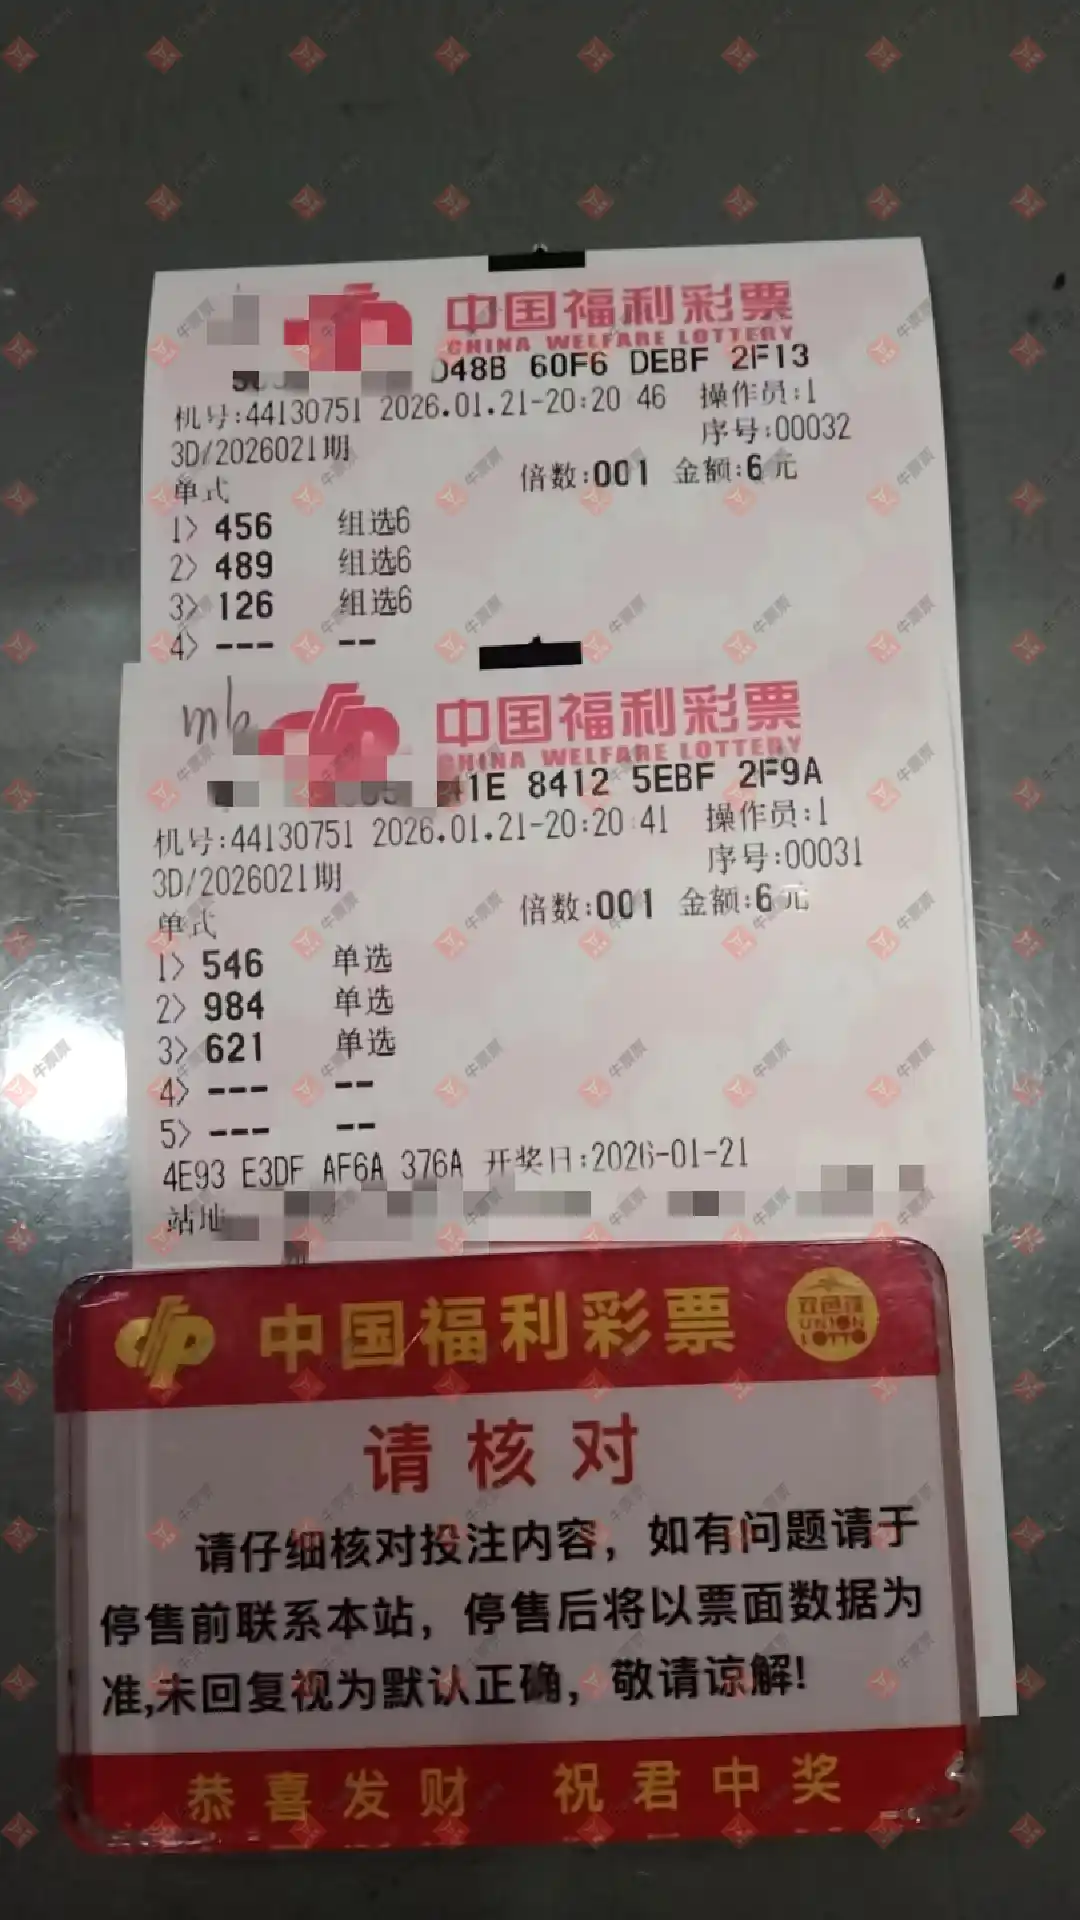 中国福利彩票
CHINA WELFARE LOTTERY
D48B 60F6 DEBF 2F13
机号:44130751 2026.01.21-20:20:46 操作员:1
3D/2026021期 序号:00032
单式 倍数:001 金额:6元
1> 456 组选6
2> 489 组选6
3> 126 组选6
4> --- --
中国福利彩票
CHINA WELFARE LOTTERY
41E 8412 5EBF 2F9A
机号:44130751 2026.01.21-20:20:41 操作员:1
3D/2026021期 序号:00031
单式 倍数:001 金额:6元
1> 546 单选
2> 984 单选
3> 621 单选
4> --- --
5> --- --
4E93 E3DF AF6A 376A 开奖日:2026-01-21
站地
中国福利彩票
双色球
UNION
LOTTO
请核对
请仔细核对投注内容，如有问题请于
停售前联系本站，停售后将以票面数据为
准,未回复视为默认正确，敬请谅解!
恭喜发财 祝君中奖